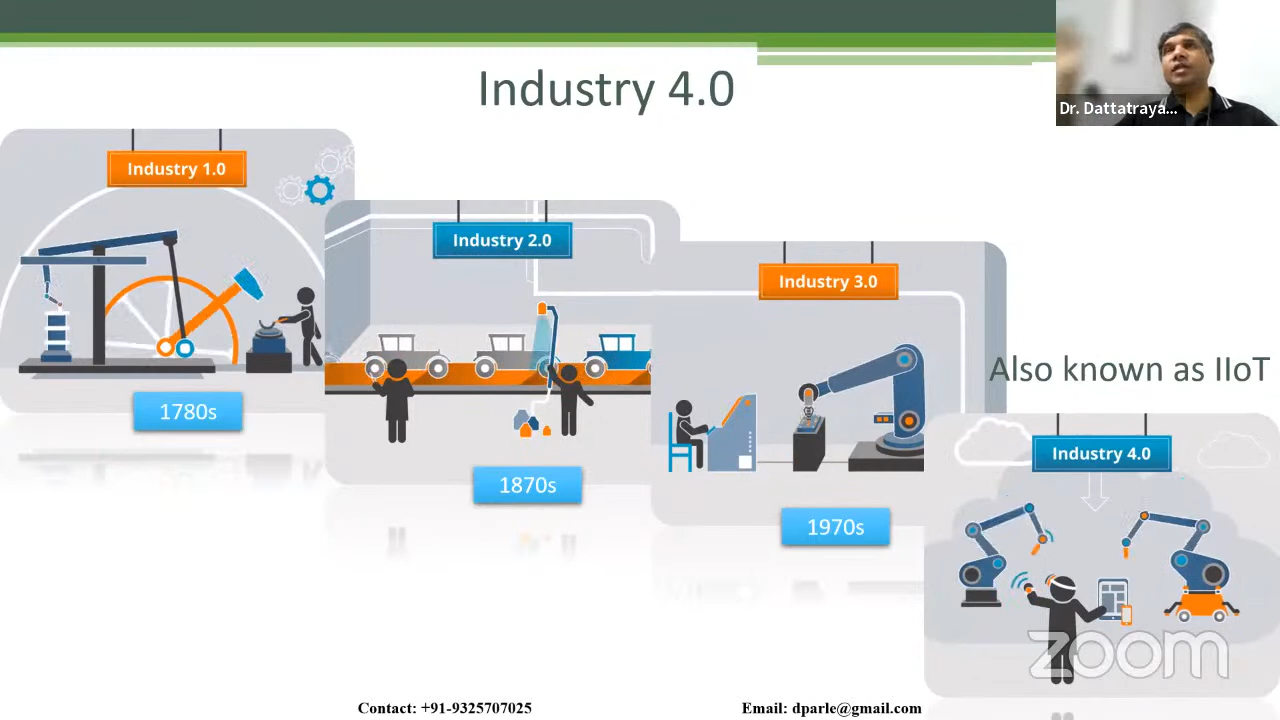 Industry 4.0
Dr. Dattatraya...
Industry 1.0
1780s
Industry 2.0
1870s
Industry 3.0
1970s
Also known as IIoT
Industry 4.0
zoom
Contact: +91-9325707025
Email: dparle@gmail.com